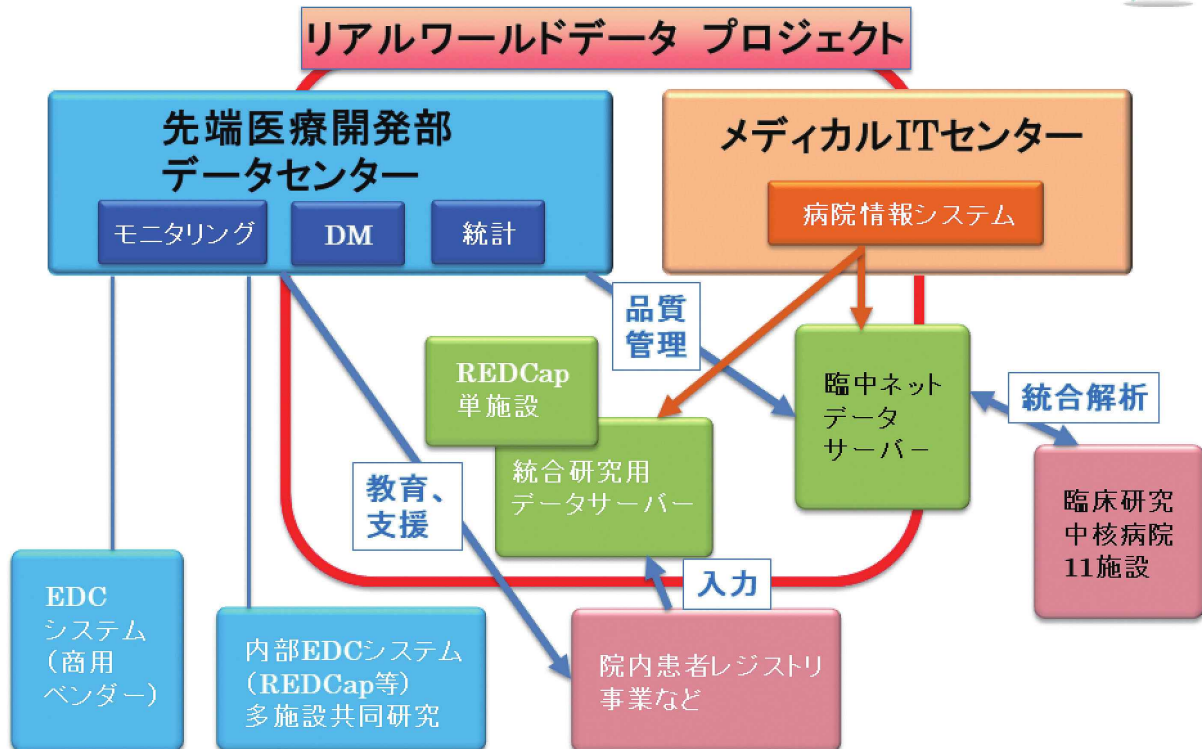 リアルワールドデータ プロジェクト
先端医療開発部
データセンター
モニタリング
DM
統計
メディカルITセンター
病院情報システム
品質
管理
REDCap
単施設
統合研究用
データサーバー
臨中ネット
データ
サーバー
統合解析
教育、
支援
臨床研究
中核病院
11施設
入力
EDC
システム
（商用
ベンダー）
内部EDCシステム
（REDCap等）
多施設共同研究
院内患者レジストリ
事業など